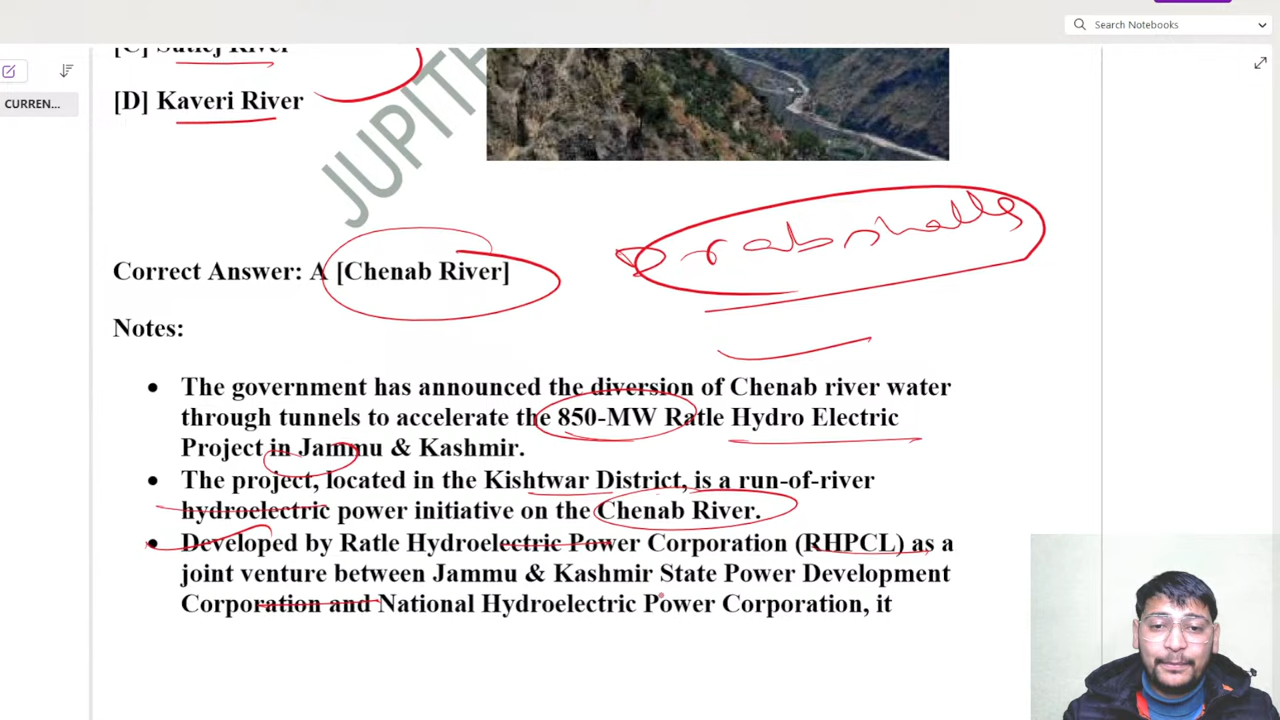 Search Notebooks
CURREN...
[C] Sutlej River
[D] Kaveri River
JUPITE
Correct Answer: A [Chenab River]
Notes:
• The government has announced the diversion of Chenab river water
through tunnels to accelerate the 850-MW Ratle Hydro Electric
Project in Jammu & Kashmir.
• The project, located in the Kishtwar District, is a run-of-river
hydroelectric power initiative on the Chenab River.
• Developed by Ratle Hydroelectric Power Corporation (RHPCL) as a
joint venture between Jammu & Kashmir State Power Development
Corporation and National Hydroelectric Power Corporation, it